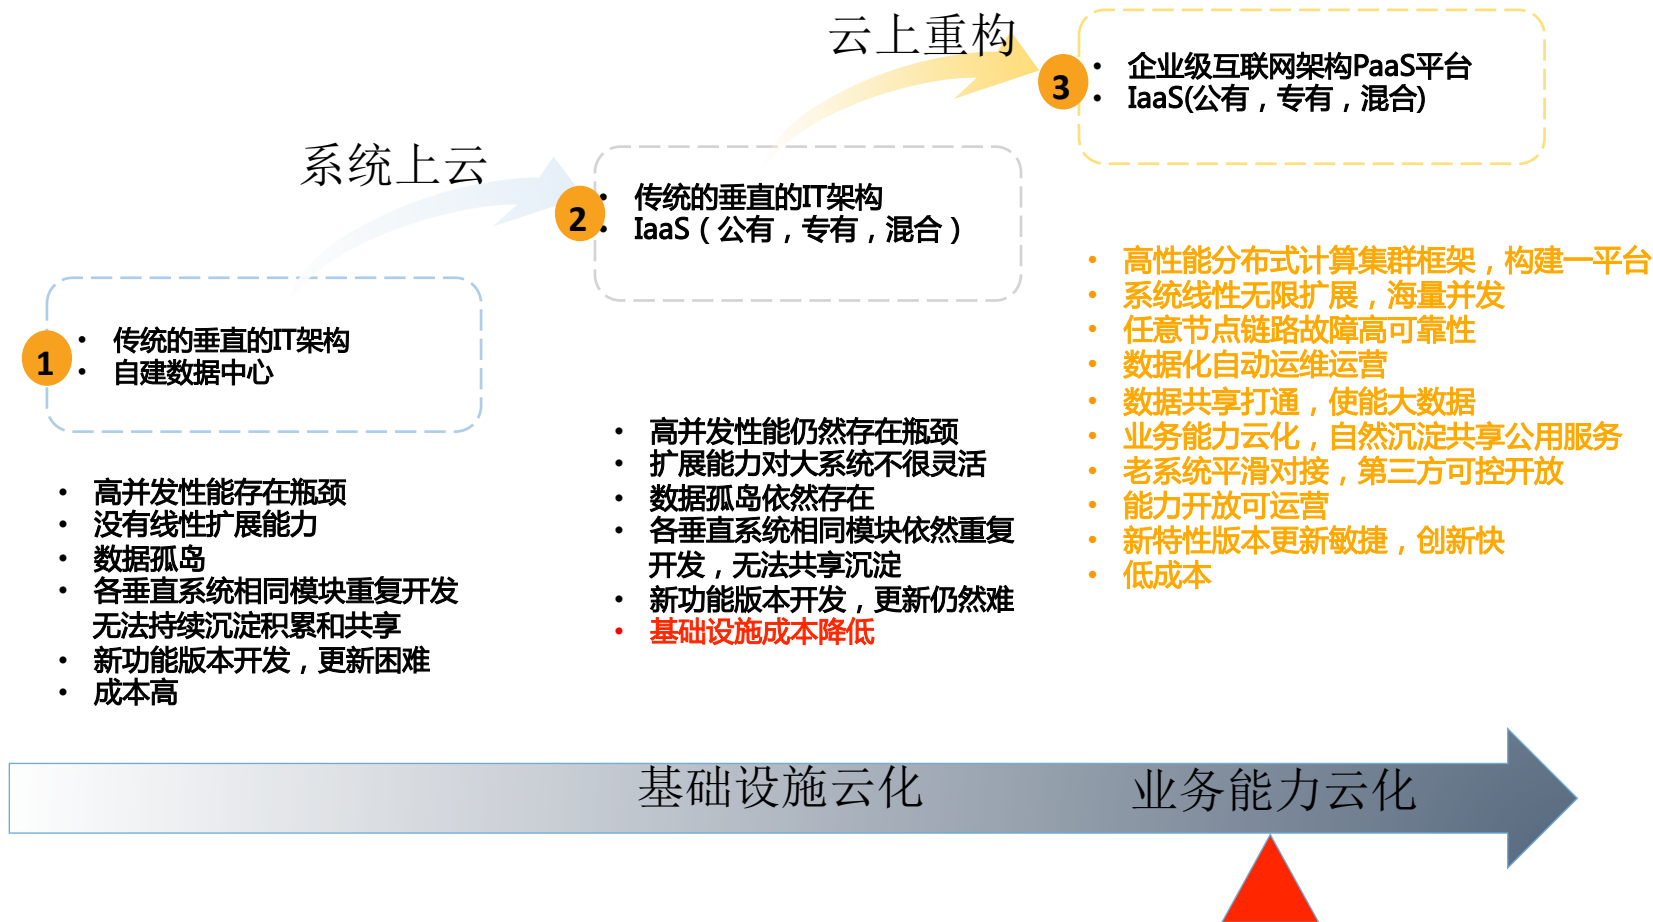 云上重构
3
• 企业级互联网架构PaaS平台
• IaaS(公有，专有，混合)
系统上云
2
• 传统的垂直的IT架构
• IaaS（公有，专有，混合）
1
• 传统的垂直的IT架构
• 自建数据中心
• 高并发性能存在瓶颈
• 没有线性扩展能力
• 数据孤岛
• 各垂直系统相同模块重复开发
无法持续沉淀积累和共享
• 新功能版本开发，更新困难
• 成本高
• 高并发性能仍然存在瓶颈
• 扩展能力对大系统不很灵活
• 数据孤岛依然存在
• 各垂直系统相同模块依然重复
开发，无法共享沉淀
• 新功能版本开发，更新仍然难
• 基础设施成本降低
• 高性能分布式计算集群框架，构建一平台
• 系统线性无限扩展，海量并发
• 任意节点链路故障高可靠性
• 数据化自动运维运营
• 数据共享打通，使能大数据
• 业务能力云化，自然沉淀共享公用服务
• 老系统平滑对接，第三方可控开放
• 能力开放可运营
• 新特性版本更新敏捷，创新快
• 低成本
基础设施云化
业务能力云化